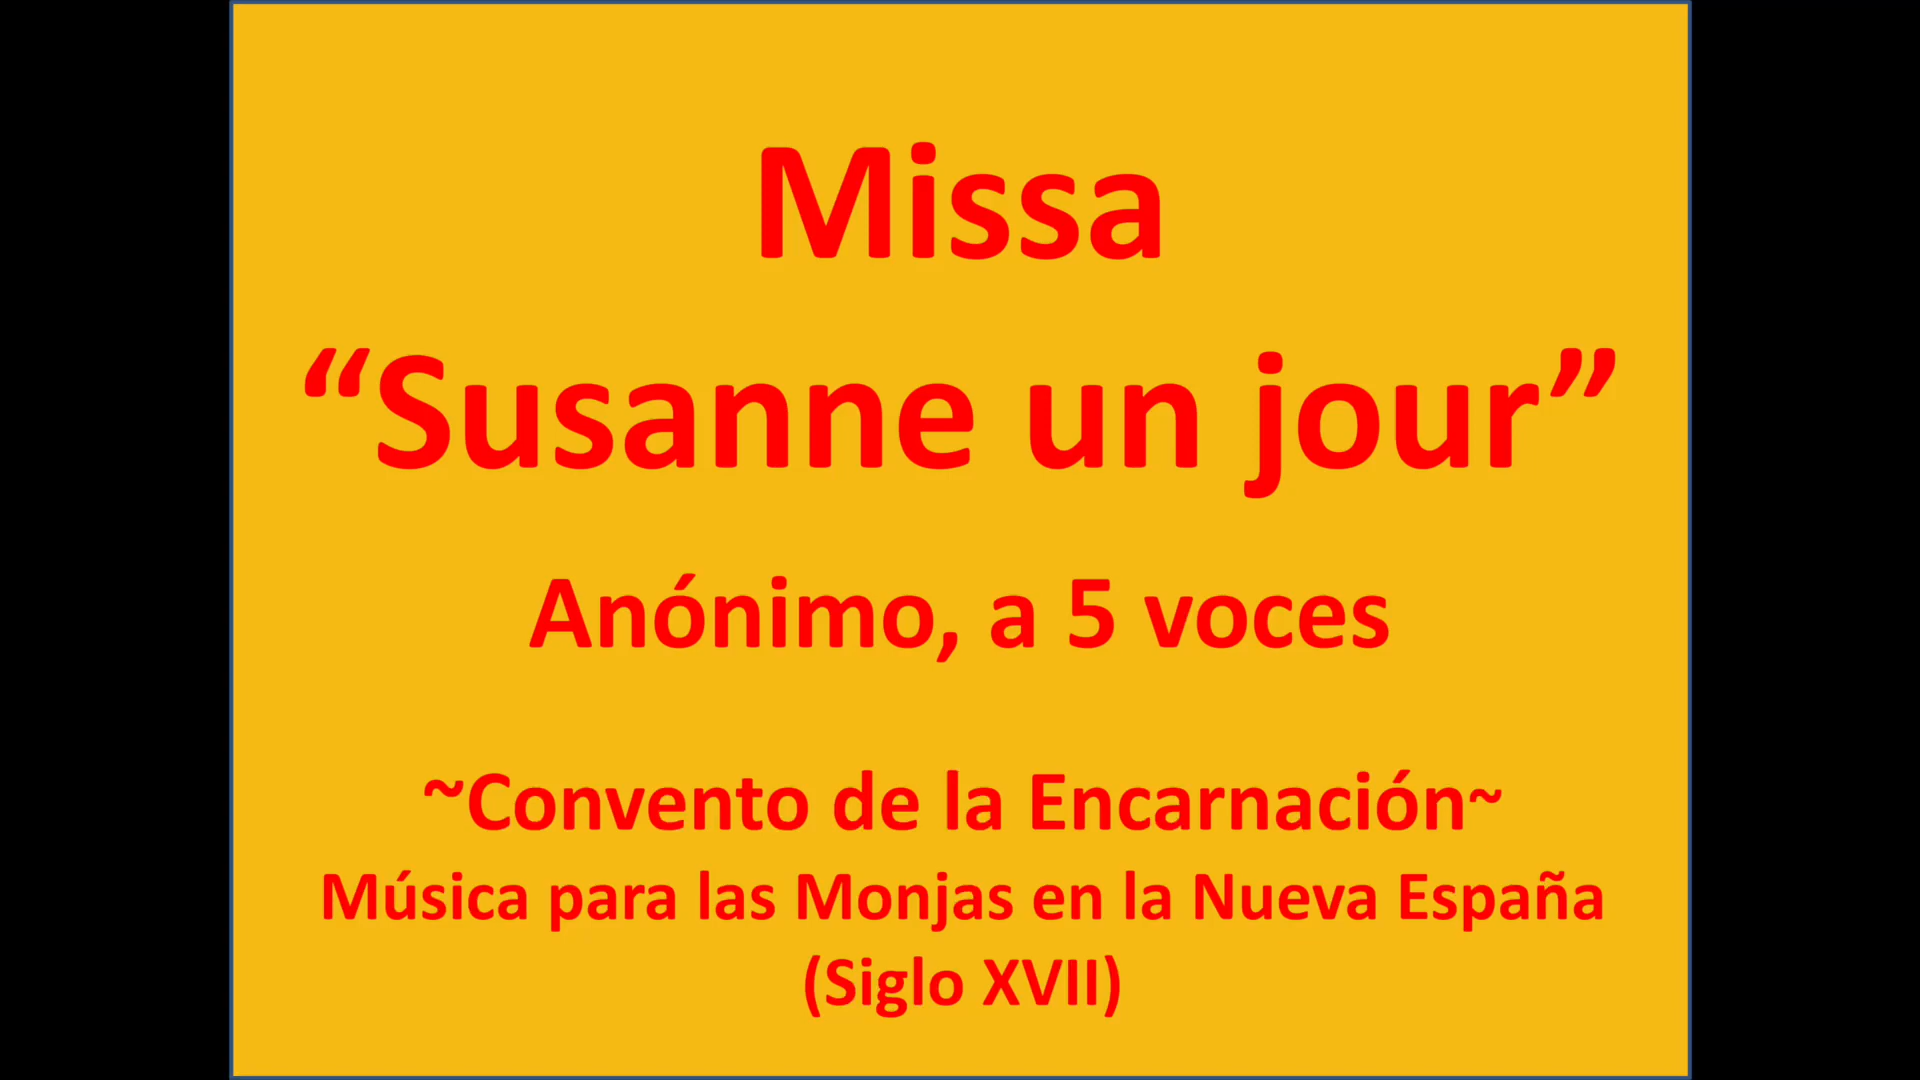 Missa
“Susanne un jour”
Anónimo, a 5 voces
~Convento de la Encarnación~
Música para las Monjas en la Nueva España
(Siglo XVII)